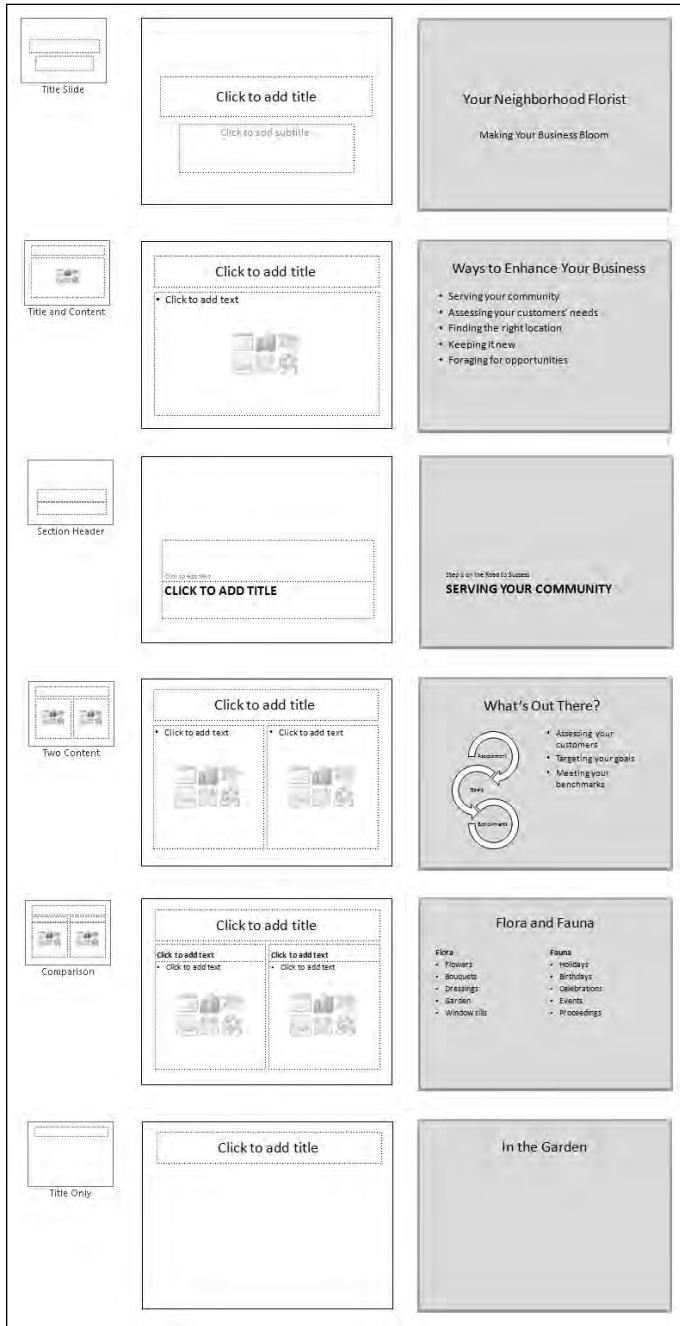 Title Slide
Click to add title
Click to add subtitle
Your Neighborhood Florist
Making Your Business Bloom
Title and Content
Click to add title
• Click to add text
Ways to Enhance Your Business
• Serving your community
• Assessing your customers' needs
• Finding the right location
• Keeping it new
• Foraging for opportunities
Section Header
Click to add text
CLICK TO ADD TITLE
Step 1 on the Road to Success
SERVING YOUR COMMUNITY
Two Content
Click to add title
• Click to add text
• Click to add text
What's Out There?
Assessment
Goals
Benchmarks
• Assessing your
customers
• Targeting your goals
• Meeting your
benchmarks
Comparison
Click to add title
Click to add text
• Click to add text
Click to add text
• Click to add text
Flora and Fauna
Flora
• Flowers
• Bouquets
• Dressings
• Garden
• Window sills
Fauna
• Holidays
• Birthdays
• Celebrations
• Events
• Proceedings
Title Only
Click to add title
In the Garden